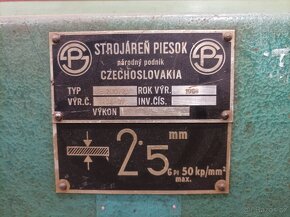 STROJÁREŇ PIESOK
národný podnik
CZECHOSLOVAKIA
TYP ROK VÝR.
VÝR.Č. INV.ČÍS.
VÝKON
2·5 mm
G Pt 50 kp/mm²
max.